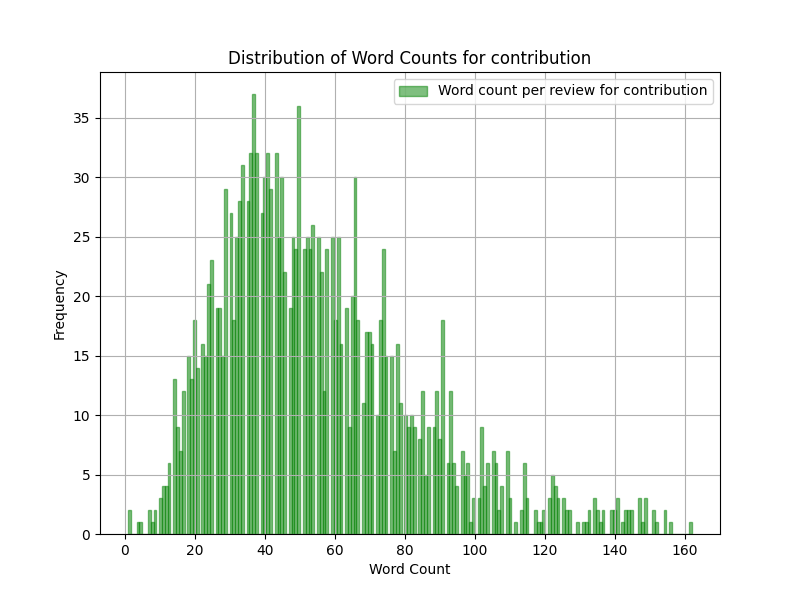 Distribution of Word Counts for contribution
Word count per review for contribution
35
30
25
20
15
10
5
0
Frequency
0 20 40 60 80 100 120 140 160
Word Count